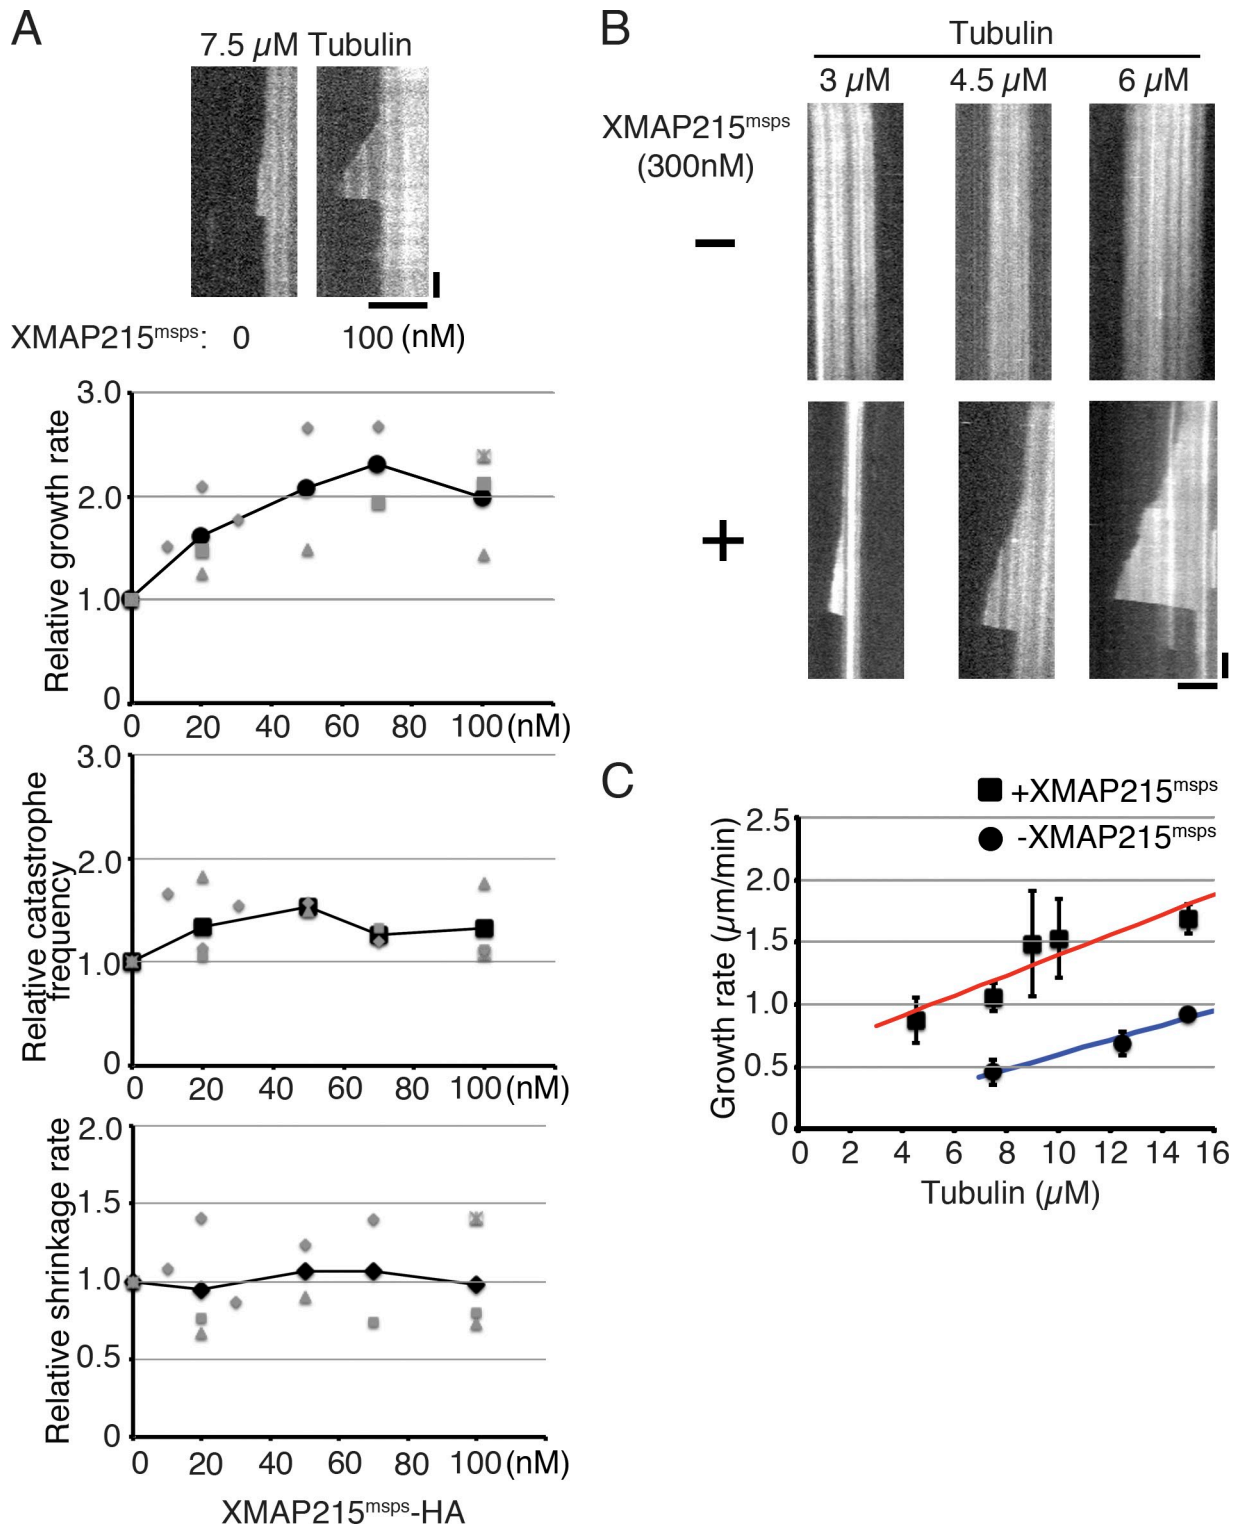 A
7.5 µM Tubulin
XMAP215msps: 0 100 (nM)
Relative growth rate
3.0
2.0
1.0
0
0 20 40 60 80 100 (nM)
Relative catastrophe
frequency
3.0
2.0
1.0
0
0 20 40 60 80 100 (nM)
Relative shrinkage rate
2.0
1.5
1.0
0.5
0
0 20 40 60 80 100 (nM)
XMAP215msps-HA
B
Tubulin
3 µM 4.5 µM 6 µM
XMAP215msps
(300nM)
−
+
C
+XMAP215msps
-XMAP215msps
Growth rate (µm/min)
2.5
2.0
1.5
1.0
0.5
0
0 2 4 6 8 10 12 14 16
Tubulin (µM)